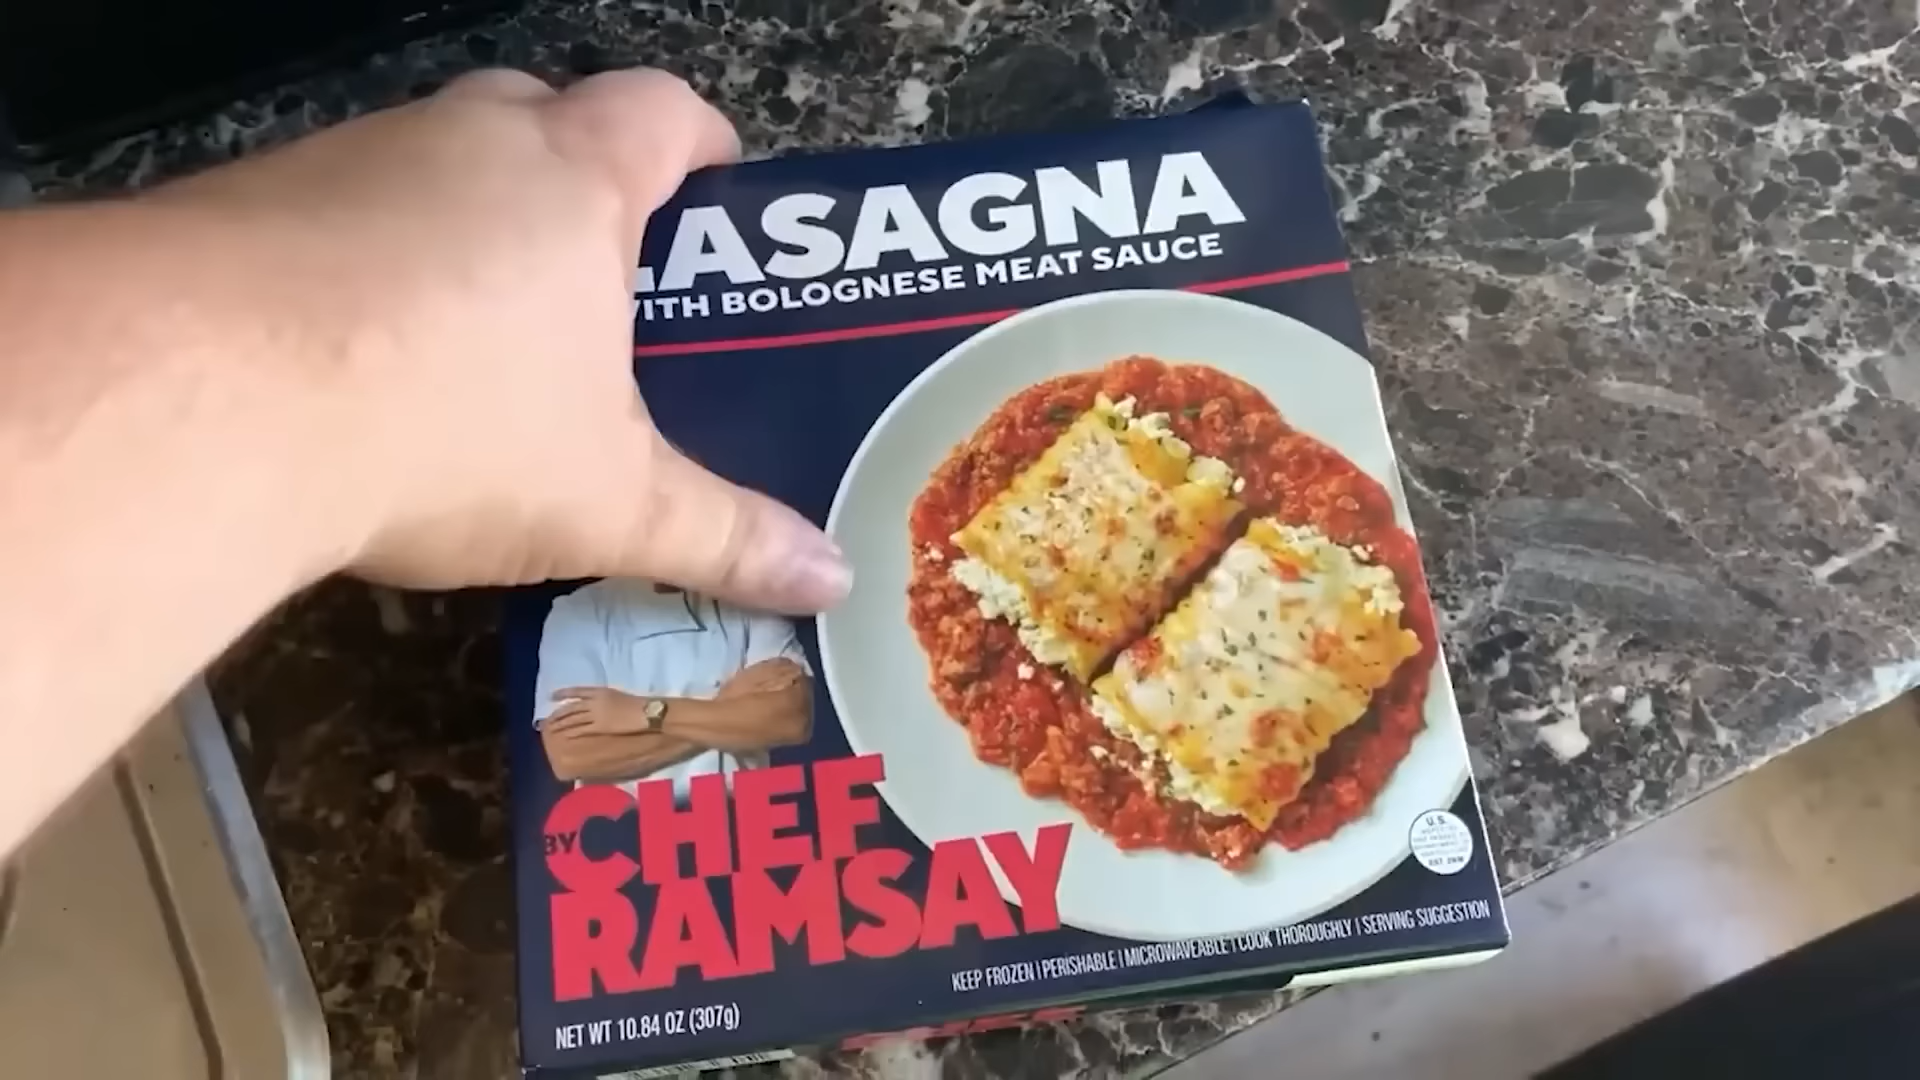 LASAGNA
WITH BOLOGNESE MEAT SAUCE
BY CHEF
RAMSAY
U.S.
KEEP FROZEN | PERISHABLE | MICROWAVEABLE | COOK THOROUGHLY | SERVING SUGGESTION
NET WT 10.84 OZ (307g)